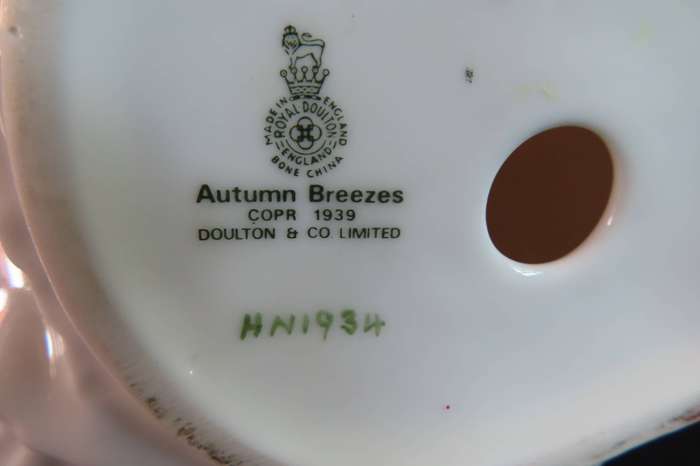 MADE IN ENGLAND
ROYAL DOULTON
ENGLAND
BONE CHINA
Autumn Breezes
COPR 1939
DOULTON & CO. LIMITED
HN1934